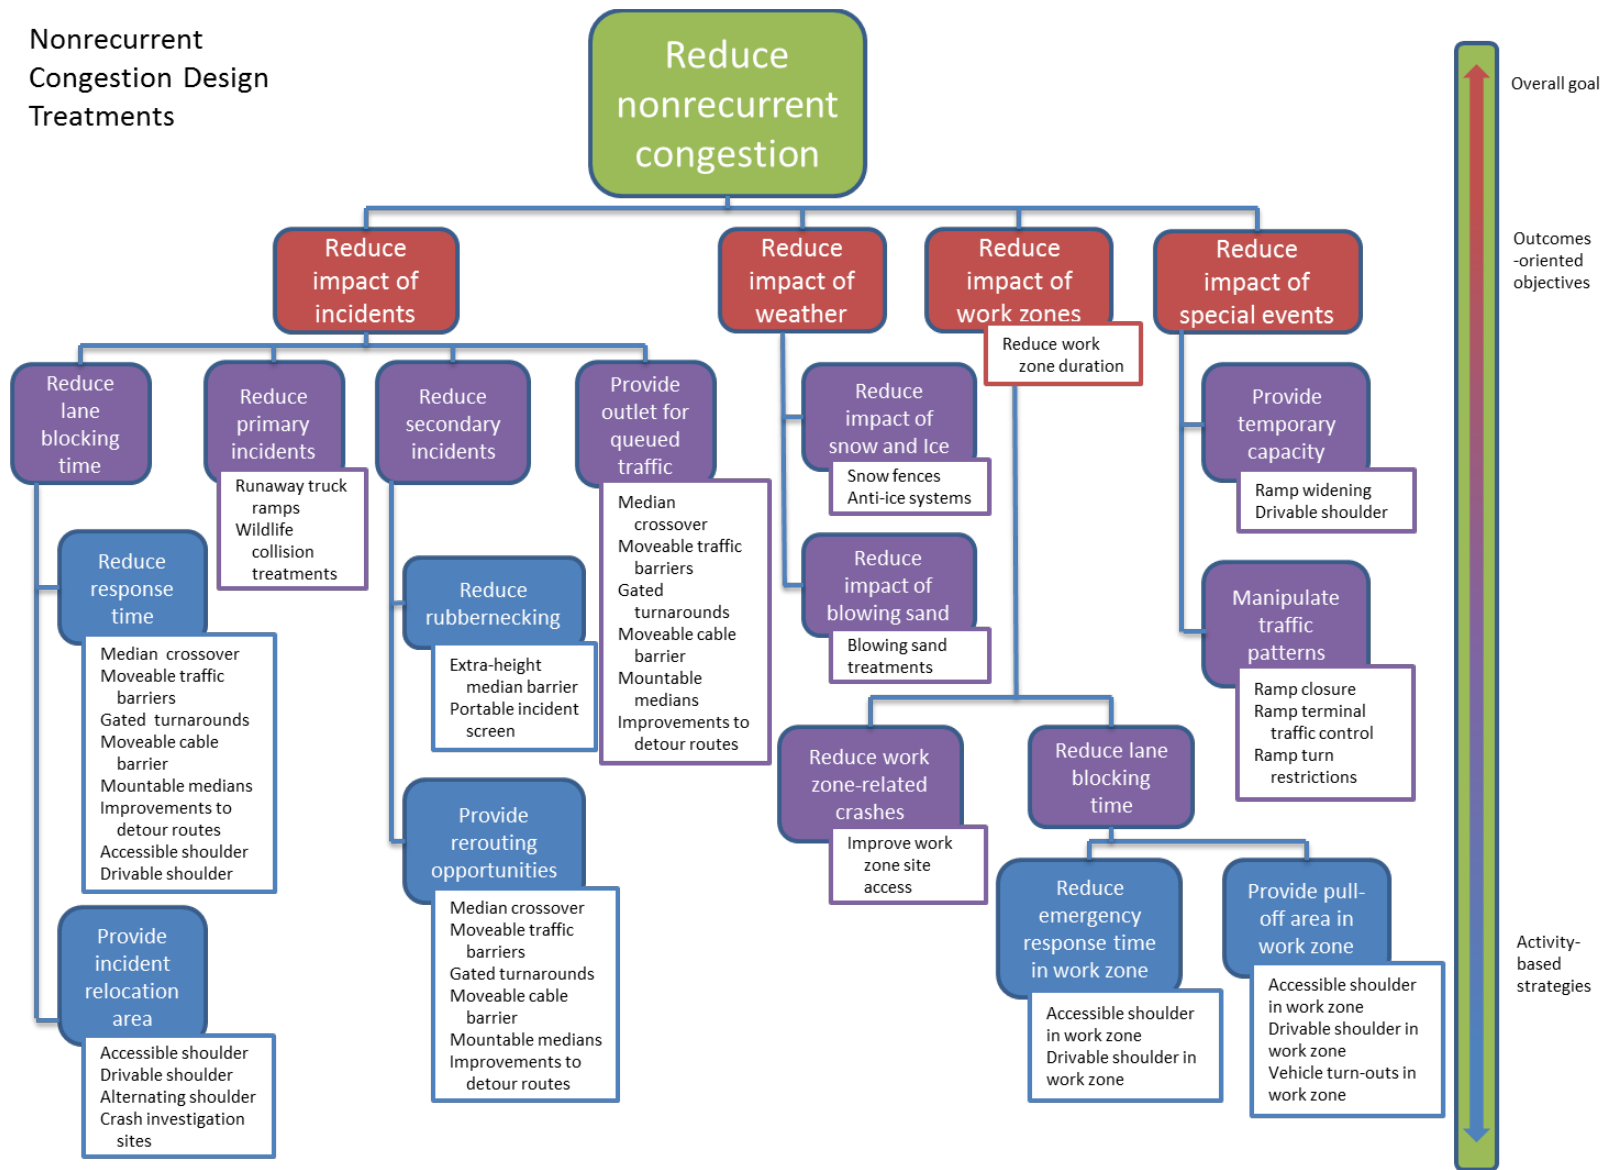 Nonrecurrent
Congestion Design
Treatments
Reduce
nonrecurrent
congestion
Overall goal
Outcomes
-oriented
objectives
Activity-
based
strategies
Reduce
impact of
incidents
Reduce
impact of
weather
Reduce
impact of
work zones
Reduce work
zone duration
Reduce
impact of
special events
Reduce
lane
blocking
time
Reduce
primary
incidents
Runaway truck
ramps
Wildlife
collision
treatments
Reduce
secondary
incidents
Provide
outlet for
queued
traffic
Median
crossover
Moveable traffic
barriers
Gated
turnarounds
Moveable cable
barrier
Mountable
medians
Improvements to
detour routes
Reduce
response
time
Median crossover
Moveable traffic
barriers
Gated turnarounds
Moveable cable
barrier
Mountable medians
Improvements to
detour routes
Accessible shoulder
Drivable shoulder
Provide
incident
relocation
area
Accessible shoulder
Drivable shoulder
Alternating shoulder
Crash investigation
sites
Reduce
rubbernecking
Extra-height
median barrier
Portable incident
screen
Provide
rerouting
opportunities
Median crossover
Moveable traffic
barriers
Gated turnarounds
Moveable cable
barrier
Mountable medians
Improvements to
detour routes
Reduce
impact of
snow and Ice
Snow fences
Anti-ice systems
Reduce
impact of
blowing sand
Blowing sand
treatments
Reduce work
zone-related
crashes
Improve work
zone site
access
Reduce lane
blocking
time
Reduce
emergency
response time
in work zone
Accessible shoulder
in work zone
Drivable shoulder in
work zone
Provide pull-
off area in
work zone
Accessible shoulder
in work zone
Drivable shoulder in
work zone
Vehicle turn-outs in
work zone
Provide
temporary
capacity
Ramp widening
Drivable shoulder
Manipulate
traffic
patterns
Ramp closure
Ramp terminal
traffic control
Ramp turn
restrictions